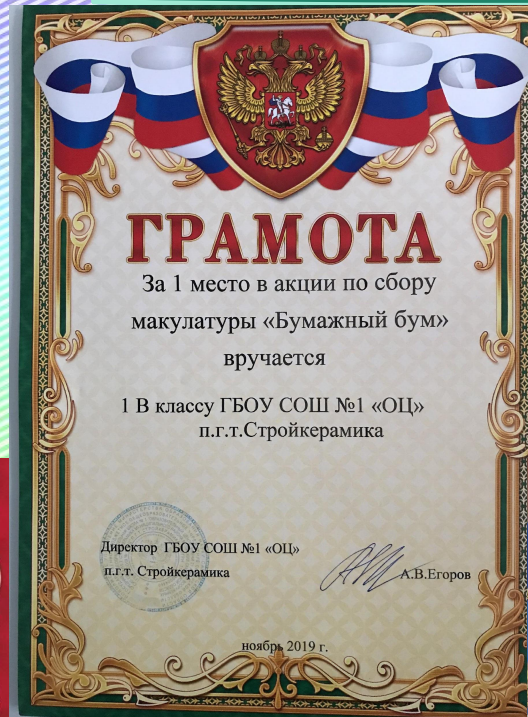 ГРАМОТА
За 1 место в акции по сбору
макулатуры «Бумажный бум»
вручается
1 В классу ГБОУ СОШ №1 «ОЦ»
п.г.т.Стройкерамика
Директор ГБОУ СОШ №1 «ОЦ»
п.г.т. Стройкерамика
А.В.Егоров
ноябрь 2019 г.